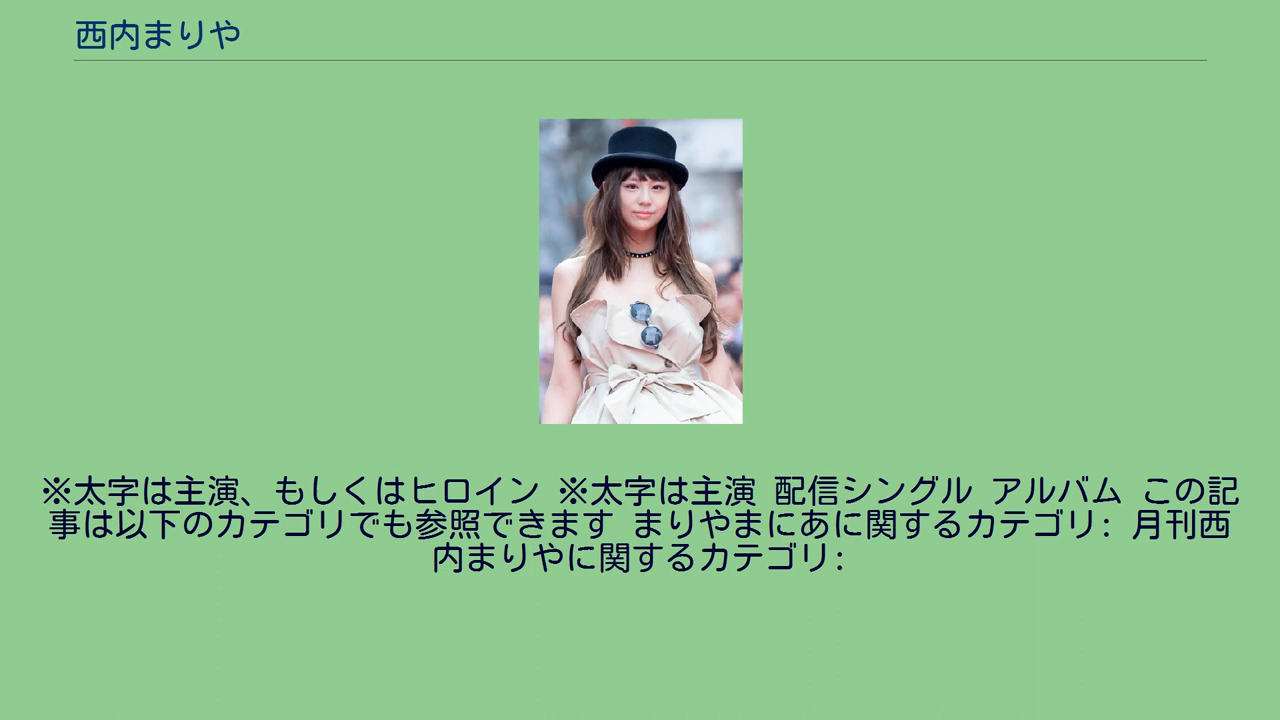 西内まりや
※太字は主演、もしくはヒロイン ※太字は主演 配信シングル アルバム この記
事は以下のカテゴリでも参照できます まりやまにあに関するカテゴリ: 月刊西
内まりやに関するカテゴリ: